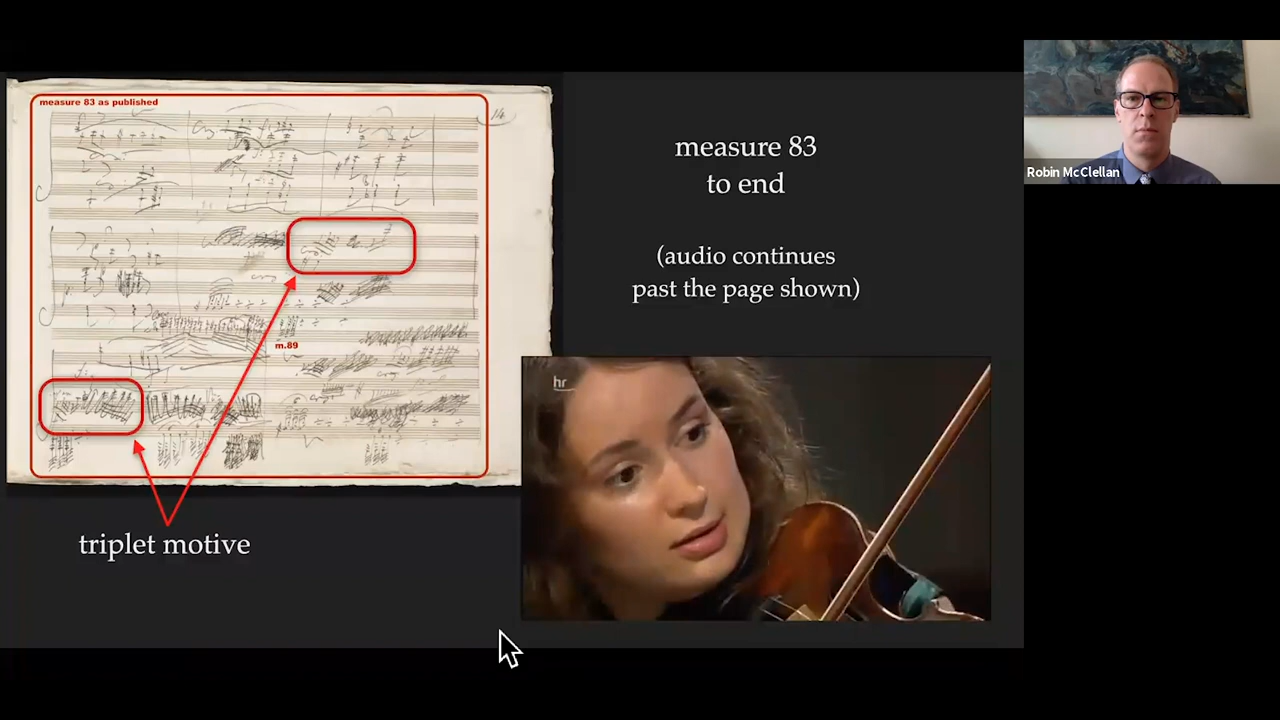 measure 83 as published
14
measure 83
to end
(audio continues
past the page shown)
m.89
triplet motive
hr
Robin McClellan